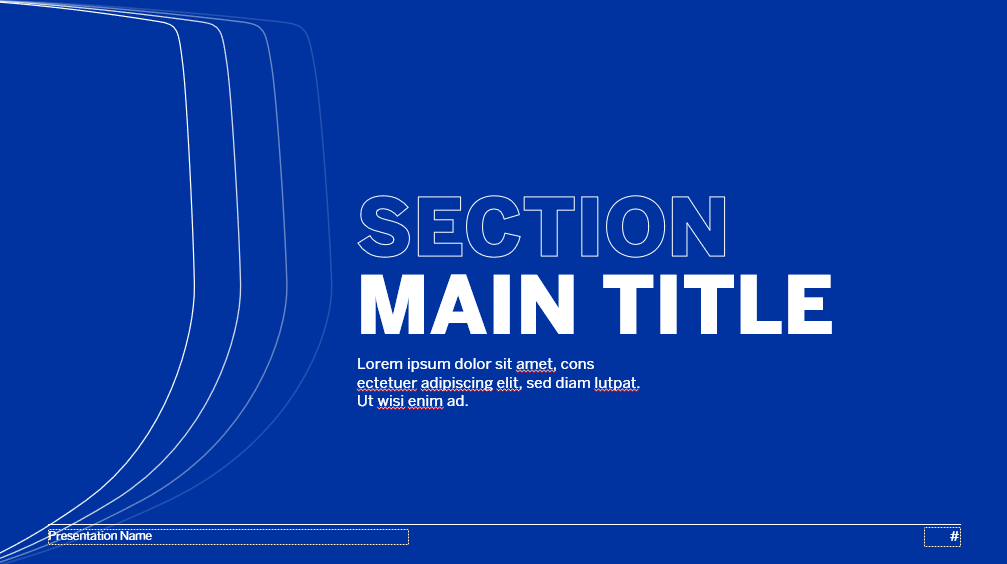 SECTION
MAIN TITLE
Lorem ipsum dolor sit amet, cons
ectetuer adipiscing elit, sed diam lutpat.
Ut wisi enim ad.
Presentation Name
#